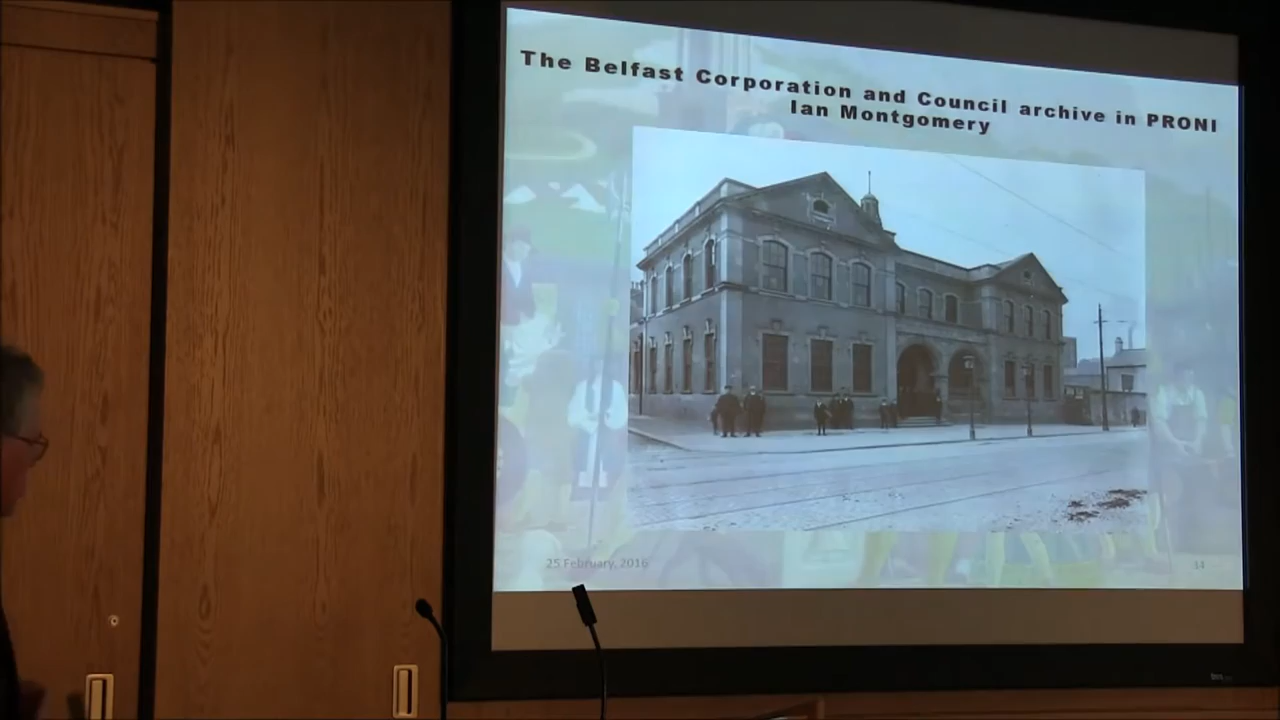 The Belfast Corporation and Council archive in PRONI
Ian Montgomery
25 February, 2016
14